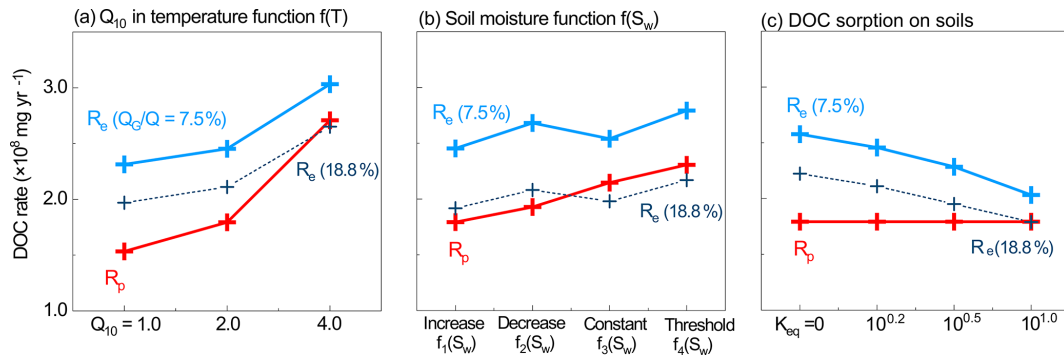 (a) Q10 in temperature function f(T)
(b) Soil moisture function f(Sw)
(c) DOC sorption on soils
DOC rate (×10⁸ mg yr⁻¹)
3.0
2.0
1.0
Re (QG/Q = 7.5%)
Re (18.8%)
Rp
Q10 = 1.0
2.0
4.0
Re (7.5%)
Re (18.8%)
Rp
Increase
f1(Sw)
Decrease
f2(Sw)
Constant
f3(Sw)
Threshold
f4(Sw)
Re (7.5%)
Rp
Re (18.8%)
Keq =0
10^0.2
10^0.5
10^1.0